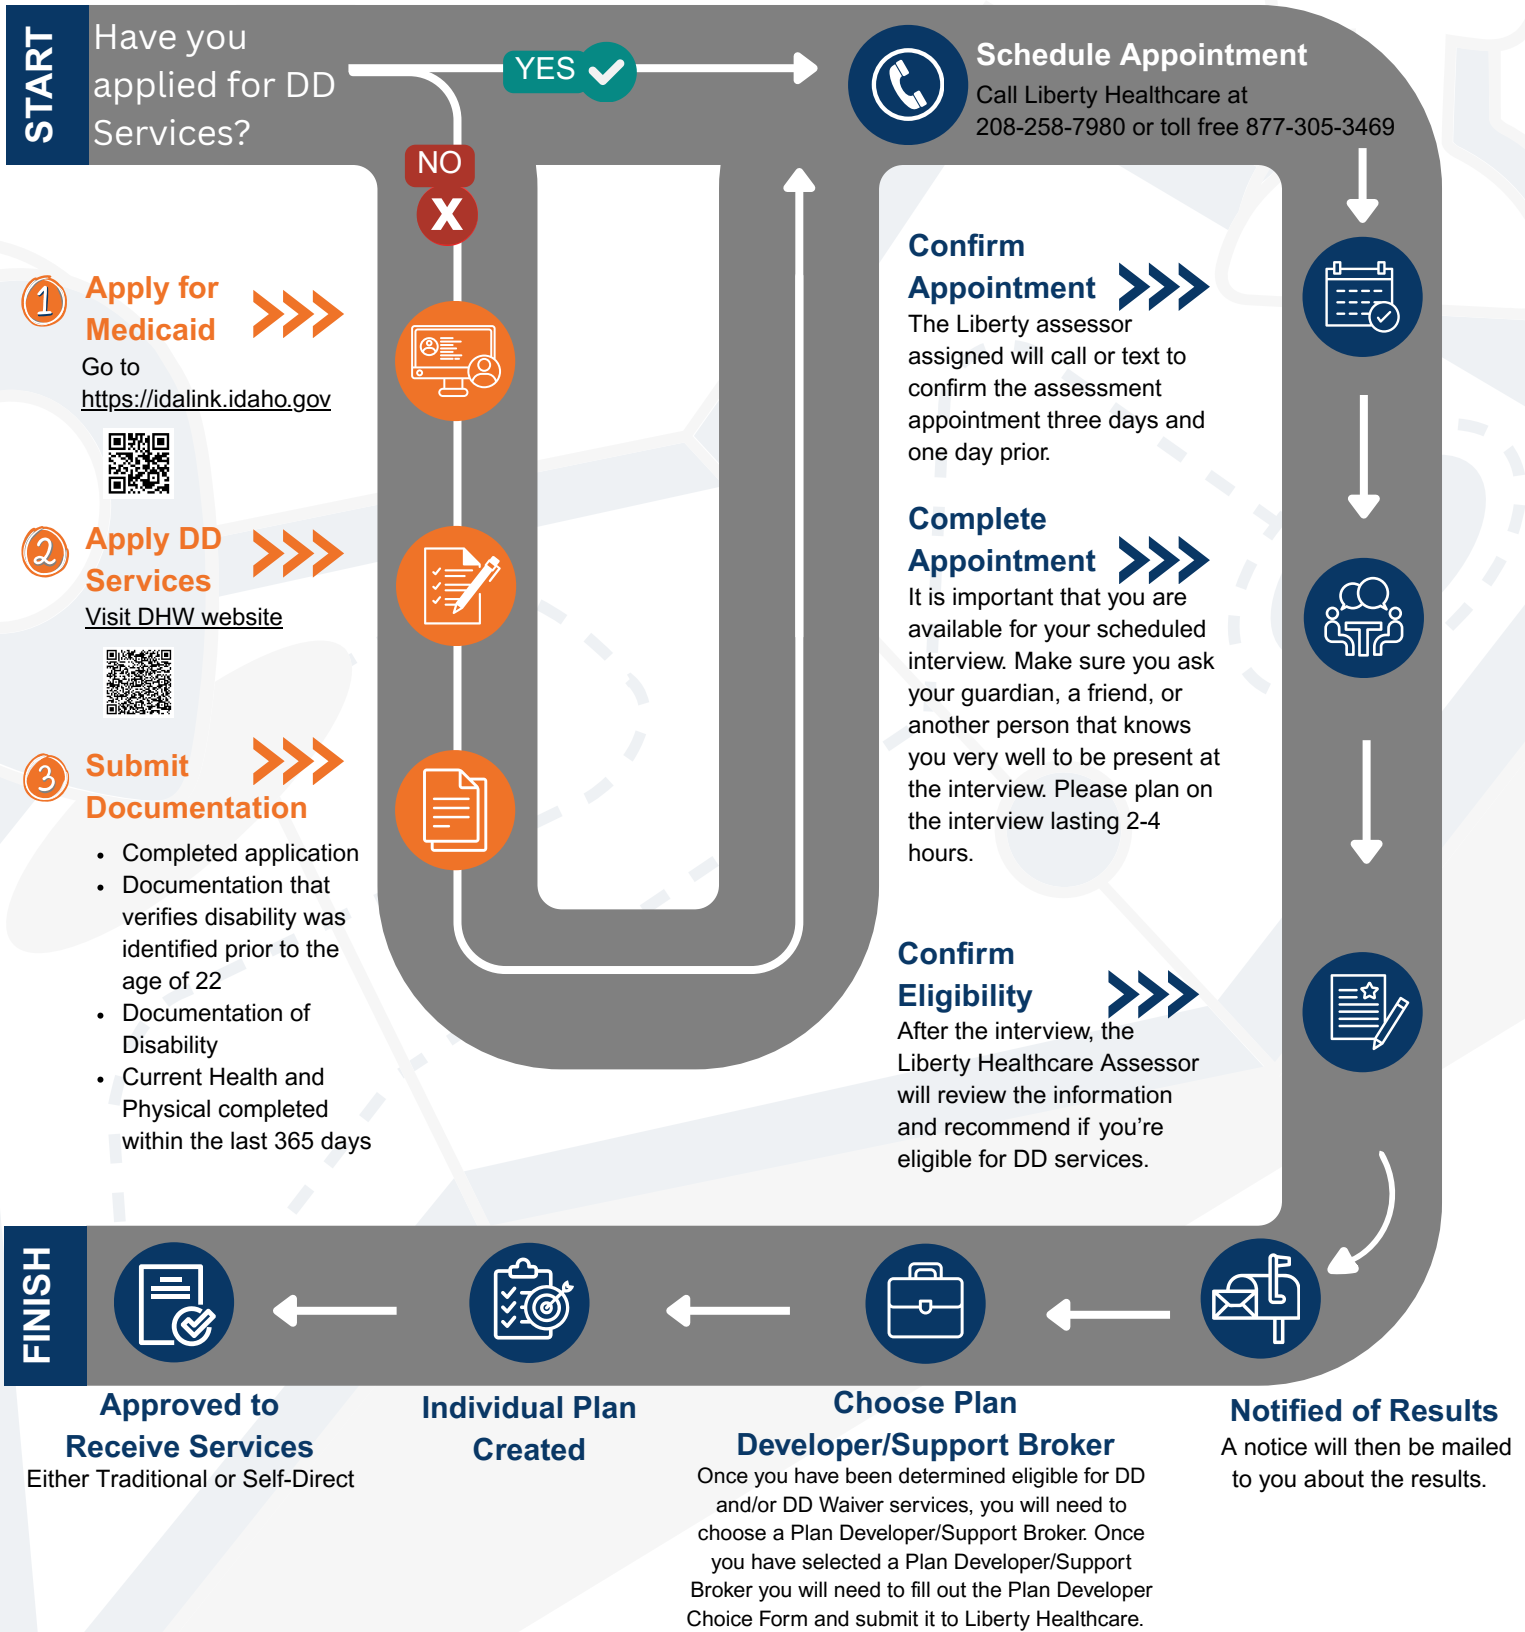 START
Have you
applied for DD
Services?
YES
NO
X
Schedule Appointment
Call Liberty Healthcare at
208-258-7980 or toll free 877-305-3469
1
Apply for
Medicaid
Go to
https://idalink.idaho.gov
2
Apply DD
Services
Visit DHW website
3
Submit
Documentation
• Completed application
• Documentation that
verifies disability was
identified prior to the
age of 22
• Documentation of
Disability
• Current Health and
Physical completed
within the last 365 days
Confirm
Appointment
The Liberty assessor
assigned will call or text to
confirm the assessment
appointment three days and
one day prior.
Complete
Appointment
It is important that you are
available for your scheduled
interview. Make sure you ask
your guardian, a friend, or
another person that knows
you very well to be present at
the interview. Please plan on
the interview lasting 2-4
hours.
Confirm
Eligibility
After the interview, the
Liberty Healthcare Assessor
will review the information
and recommend if you’re
eligible for DD services.
Notified of Results
A notice will then be mailed
to you about the results.
Choose Plan
Developer/Support Broker
Once you have been determined eligible for DD
and/or DD Waiver services, you will need to
choose a Plan Developer/Support Broker. Once
you have selected a Plan Developer/Support
Broker you will need to fill out the Plan Developer
Choice Form and submit it to Liberty Healthcare.
Individual Plan
Created
Approved to
Receive Services
Either Traditional or Self-Direct
FINISH